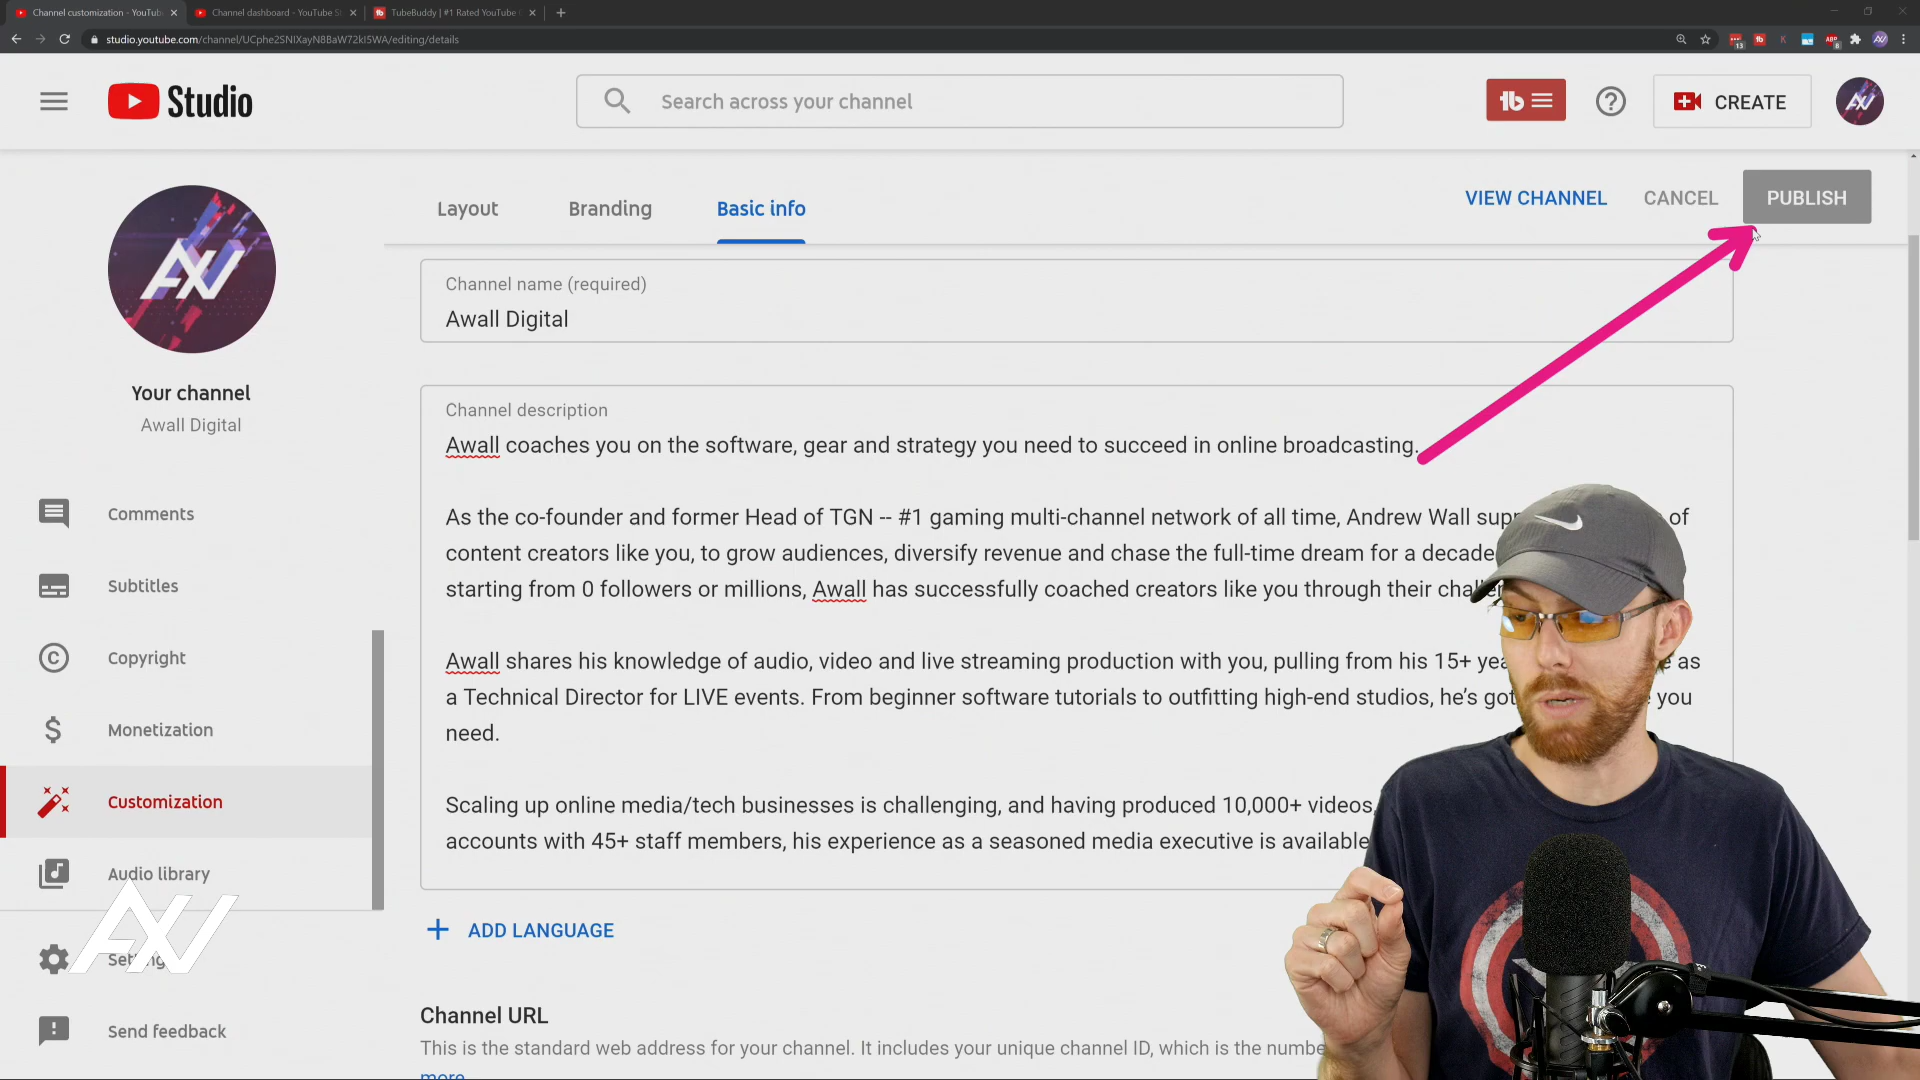 Channel customization - YouTub
Channel dashboard - YouTube S
TubeBuddy | #1 Rated YouTube
studio.youtube.com/channel/UCphe2SNIXayN8BaW72kI5WA/editing/details
Studio
Search across your channel
CREATE
Layout
Branding
Basic info
VIEW CHANNEL
CANCEL
PUBLISH
Your channel
Awall Digital
Comments
Subtitles
Copyright
Monetization
Customization
Audio library
Send feedback
Channel name (required)
Awall Digital
Channel description
Awall coaches you on the software, gear and strategy you need to succeed in online broadcasting.
As the co-founder and former Head of TGN -- #1 gaming multi-channel network of all time, Andrew Wall of
content creators like you, to grow audiences, diversify revenue and chase the full-time dream for a decade
starting from 0 followers or millions, Awall has successfully coached creators like you through their
Awall shares his knowledge of audio, video and live streaming production with you, pulling from his 15+ as
a Technical Director for LIVE events. From beginner software tutorials to outfitting high-end studios, he's got you
need.
Scaling up online media/tech businesses is challenging, and having produced 10,000+ videos,
accounts with 45+ staff members, his experience as a seasoned media executive is available
ADD LANGUAGE
Channel URL
This is the standard web address for your channel. It includes your unique channel ID, which is the
more